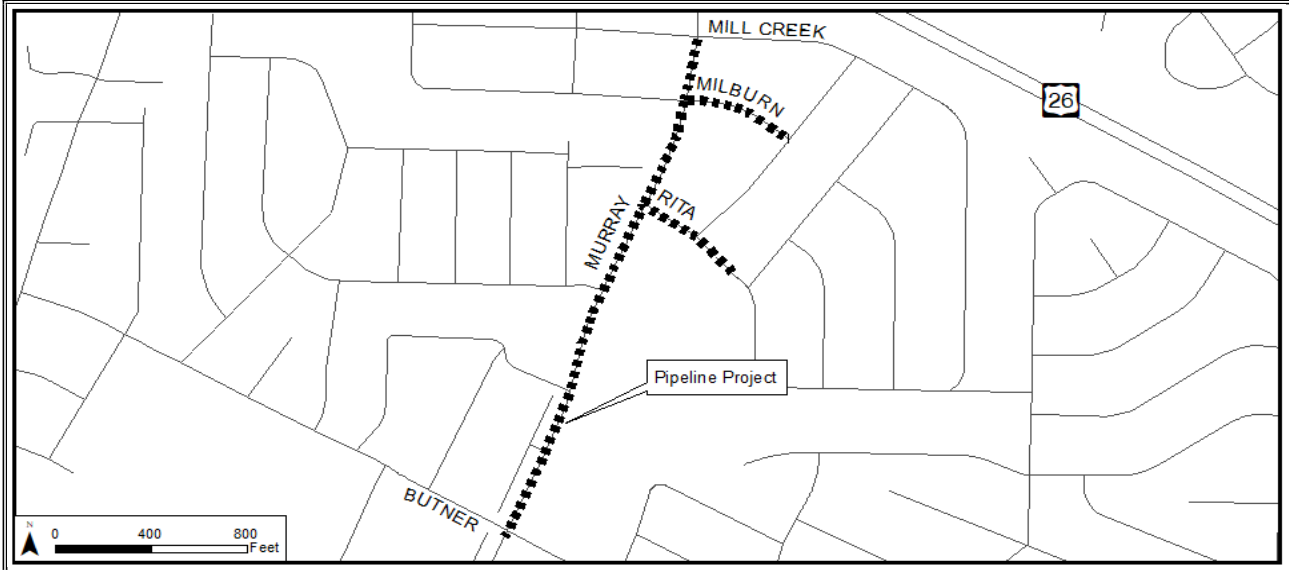 MILL CREEK
MILBURN
26
RITA
MURRAY
Pipeline Project
BUTNER
N
0 400 800
Feet